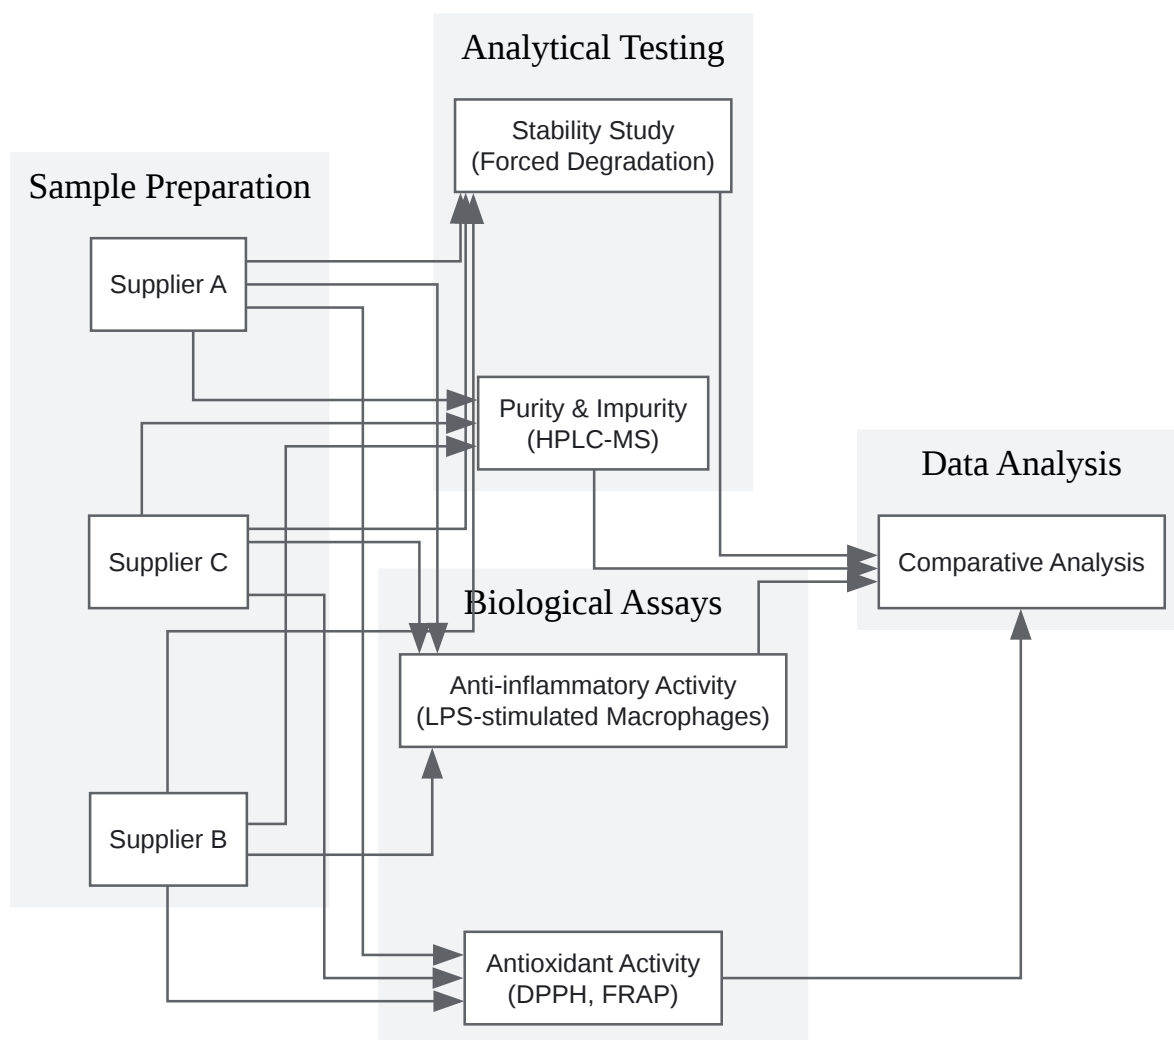 Analytical Testing
Stability Study
(Forced Degradation)
Sample Preparation
Supplier A
Purity & Impurity
(HPLC-MS)
Data Analysis
Supplier C
Comparative Analysis
Biological Assays
Anti-inflammatory Activity
(LPS-stimulated Macrophages)
Supplier B
Antioxidant Activity
(DPPH, FRAP)